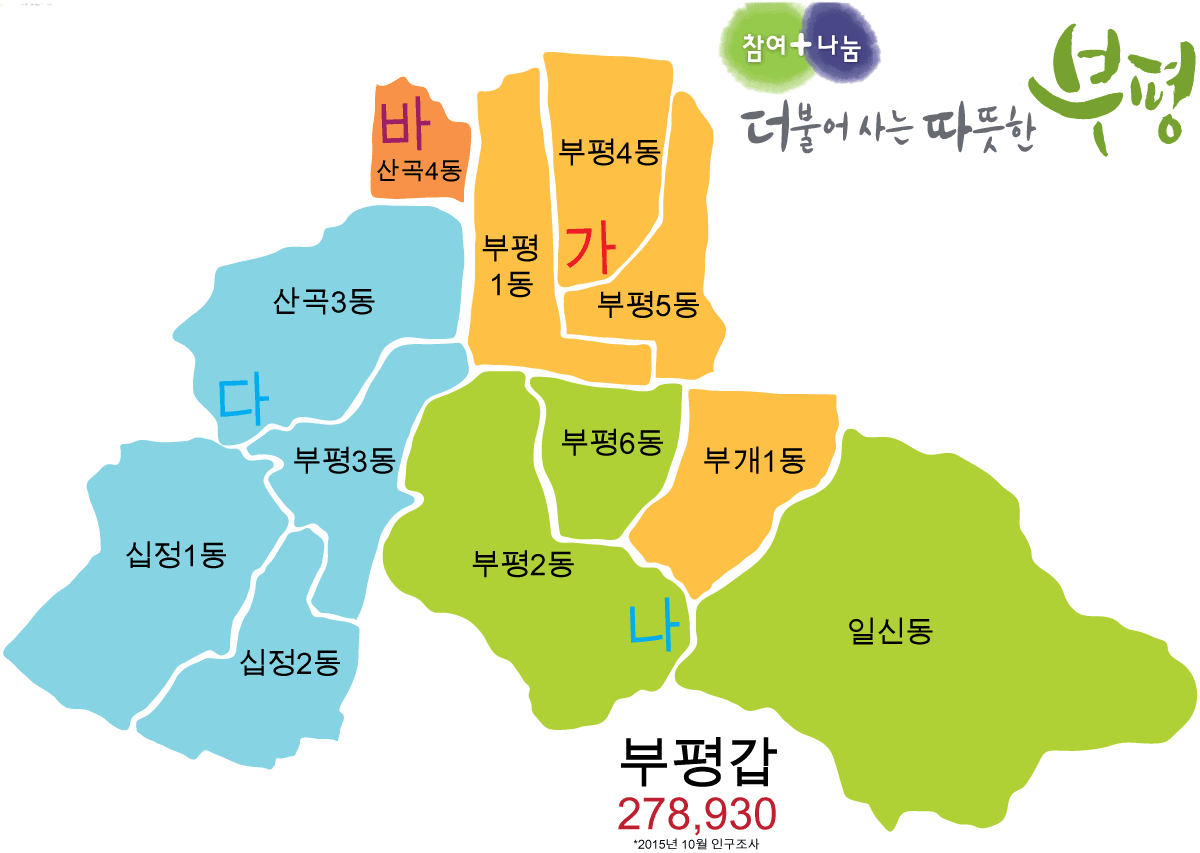 참여+나눔
더불어 사는 따뜻한 부평
바
산곡4동
부평4동
부평
1동
가
산곡3동
부평5동
다
부평6동
부평3동
부개1동
십정1동
부평2동
나
일신동
십정2동
부평갑
278,930
*2015년 10월 인구조사